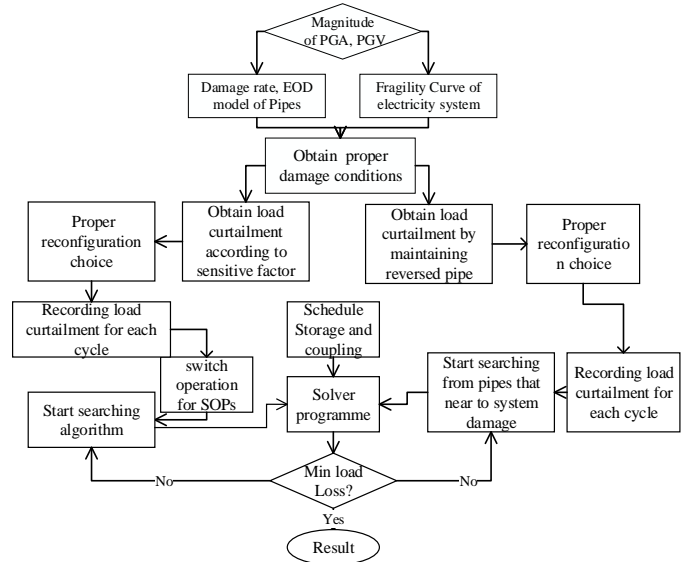 Magnitude
of PGA, PGV
Damage rate, EOD
model of Pipes
Fragility Curve of
electricity system
Obtain proper
damage conditions
Proper
reconfiguration
choice
Obtain load
curtailment
according to
sensitive factor
Obtain load
curtailment by
maintaining
reversed pipe
Proper
reconfiguratio
n choice
Recording load
curtailment for each
cycle
switch
operation
for SOPs
Schedule
Storage and
coupling
Start searching
from pipes that
near to system
damage
Recording load
curtailment for
each cycle
Start searching
algorithm
Solver
programme
Min load
Loss?
No
No
Yes
Result